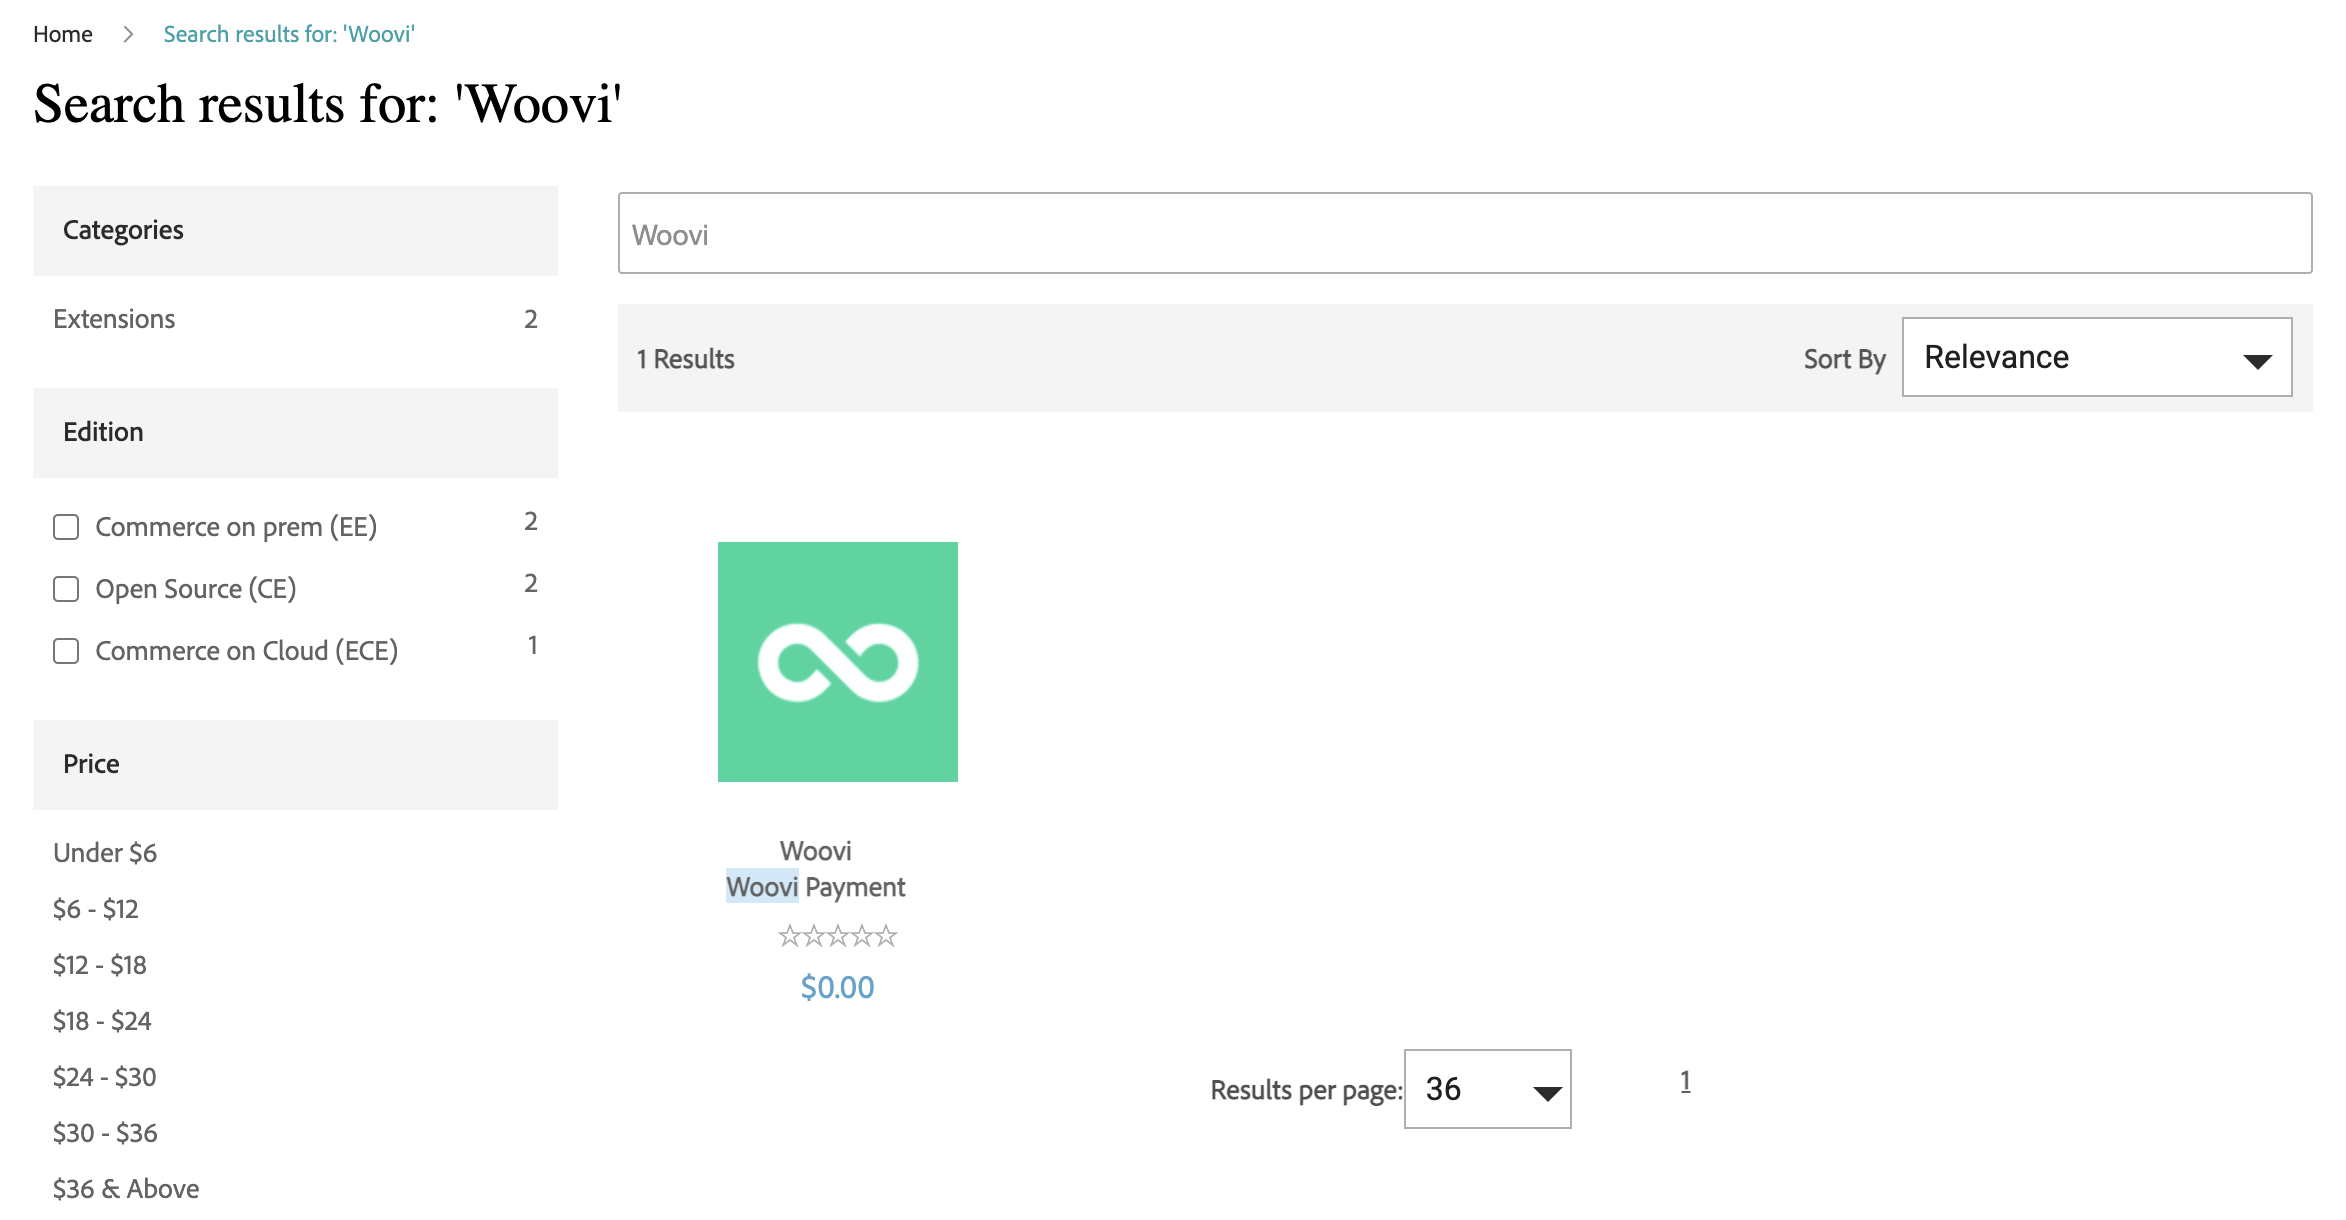 Home > Search results for: 'Woovi'
Search results for: 'Woovi'
Categories
Extensions 2
Edition
Commerce on prem (EE) 2
Open Source (CE) 2
Commerce on Cloud (ECE) 1
Price
Under $6
$6 - $12
$12 - $18
$18 - $24
$24 - $30
$30 - $36
$36 & Above
Woovi
1 Results
Sort By Relevance
Woovi
Woovi Payment
$0.00
Results per page: 36
1